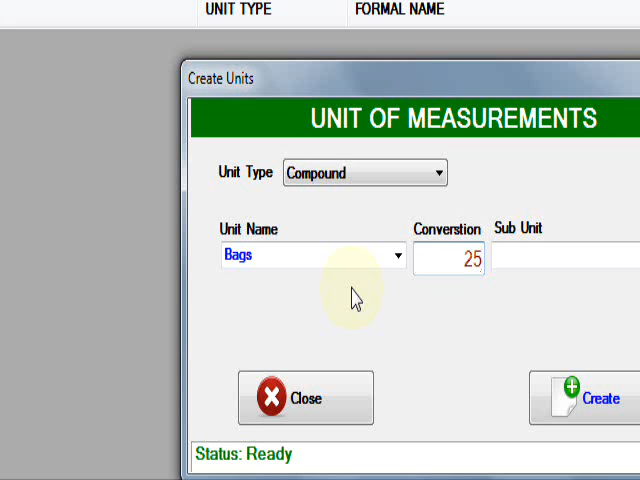 UNIT TYPE FORMAL NAME
Create Units
UNIT OF MEASUREMENTS
Unit Type Compound
Unit Name Converstion Sub Unit
Bags 25
Close Create
Status: Ready